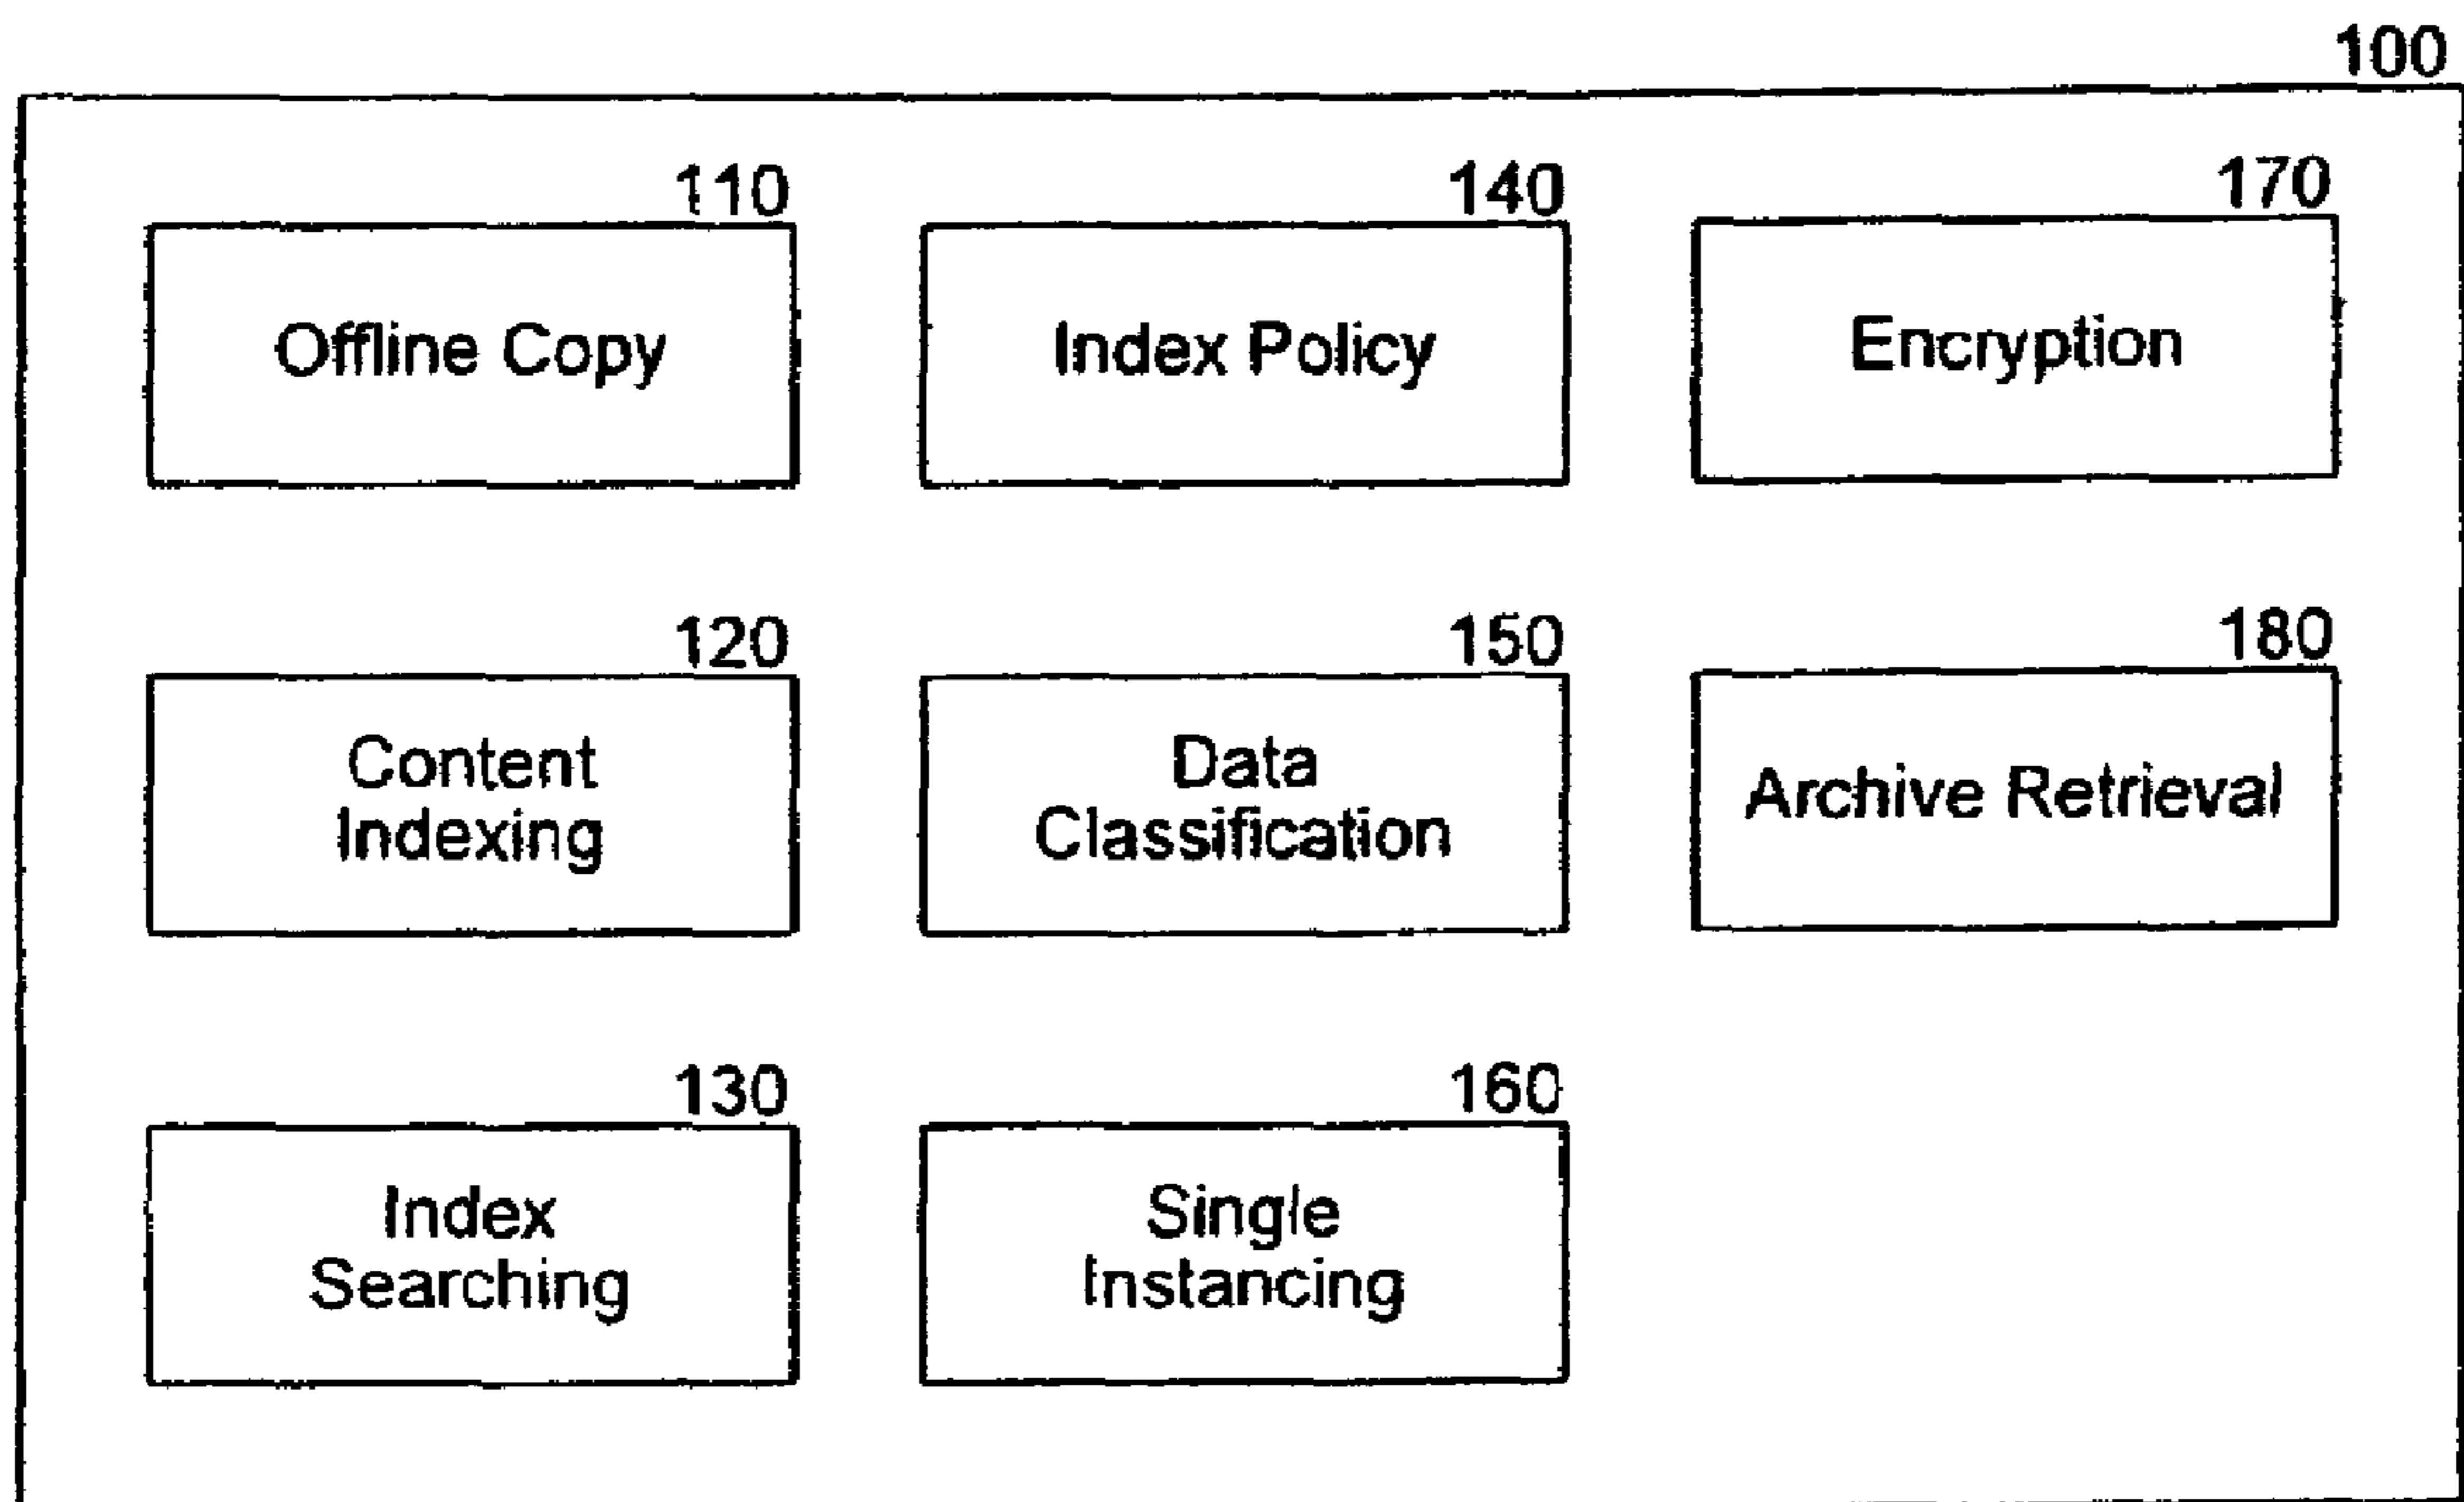 100
110
140
170
Offline Copy
Index Policy
Encryption
120
150
180
Content
Indexing
Data
Classification
Archive Retrieval
130
160
Index
Searching
Single
Instancing